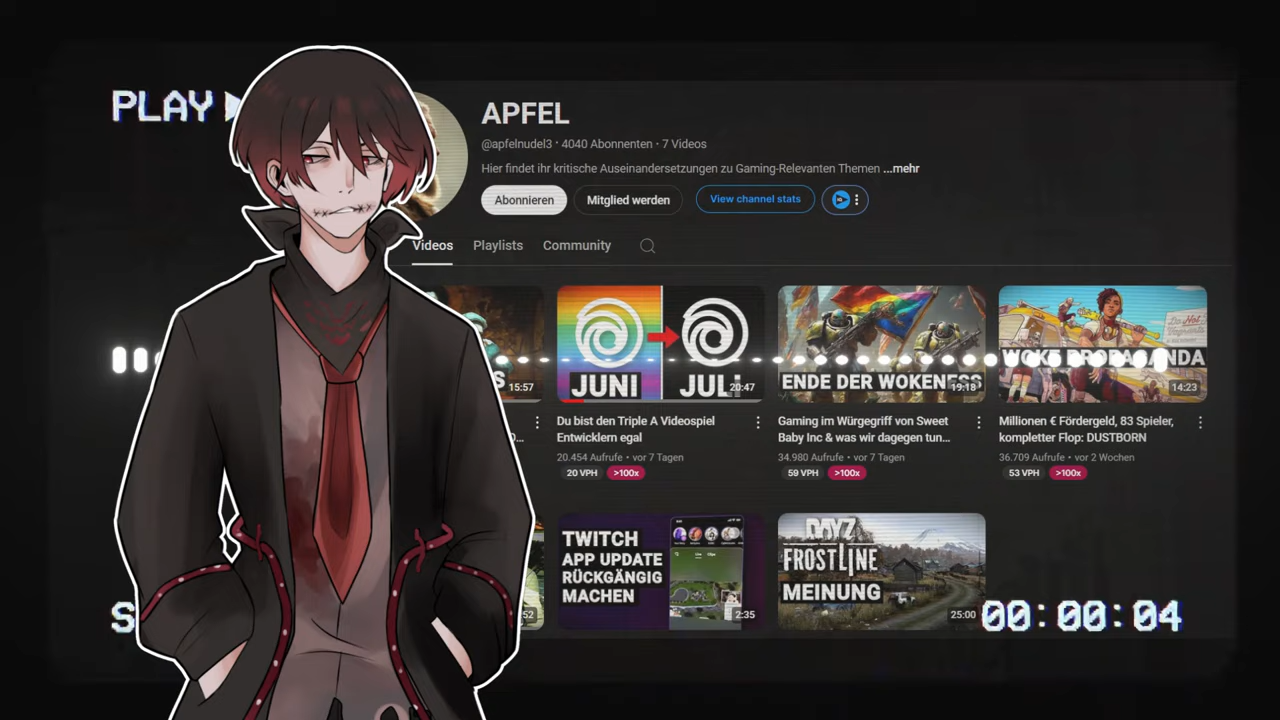 PLAY
APFEL
@apfelnudel3 · 4040 Abonnenten · 7 Videos
Hier findet ihr kritische Auseinandersetzungen zu Gaming-Relevanten Themen ...mehr
Abonnieren
Mitglied werden
View channel stats
Videos
Playlists
Community
S
15:57
JUNI
JULi
20:47
ENDE DER WOKENESS
19:18
WOKE PROPAGANDA
14:23
Du bist den Triple A Videospiel
Entwicklern egal
20.454 Aufrufe · vor 7 Tagen
20 VPH
>100x
Gaming im Würgegriff von Sweet
Baby Inc & was wir dagegen tun...
34.980 Aufrufe · vor 7 Tagen
59 VPH
>100x
Millionen € Fördergeld, 83 Spieler,
kompletter Flop: DUSTBORN
36.709 Aufrufe · vor 2 Wochen
53 VPH
>100x
52
TWITCH
APP UPDATE
RÜCKGÄNGIG
MACHEN
2:35
DAYZ
FROSTLINE
MEINUNG
25:00
S
00:00:04